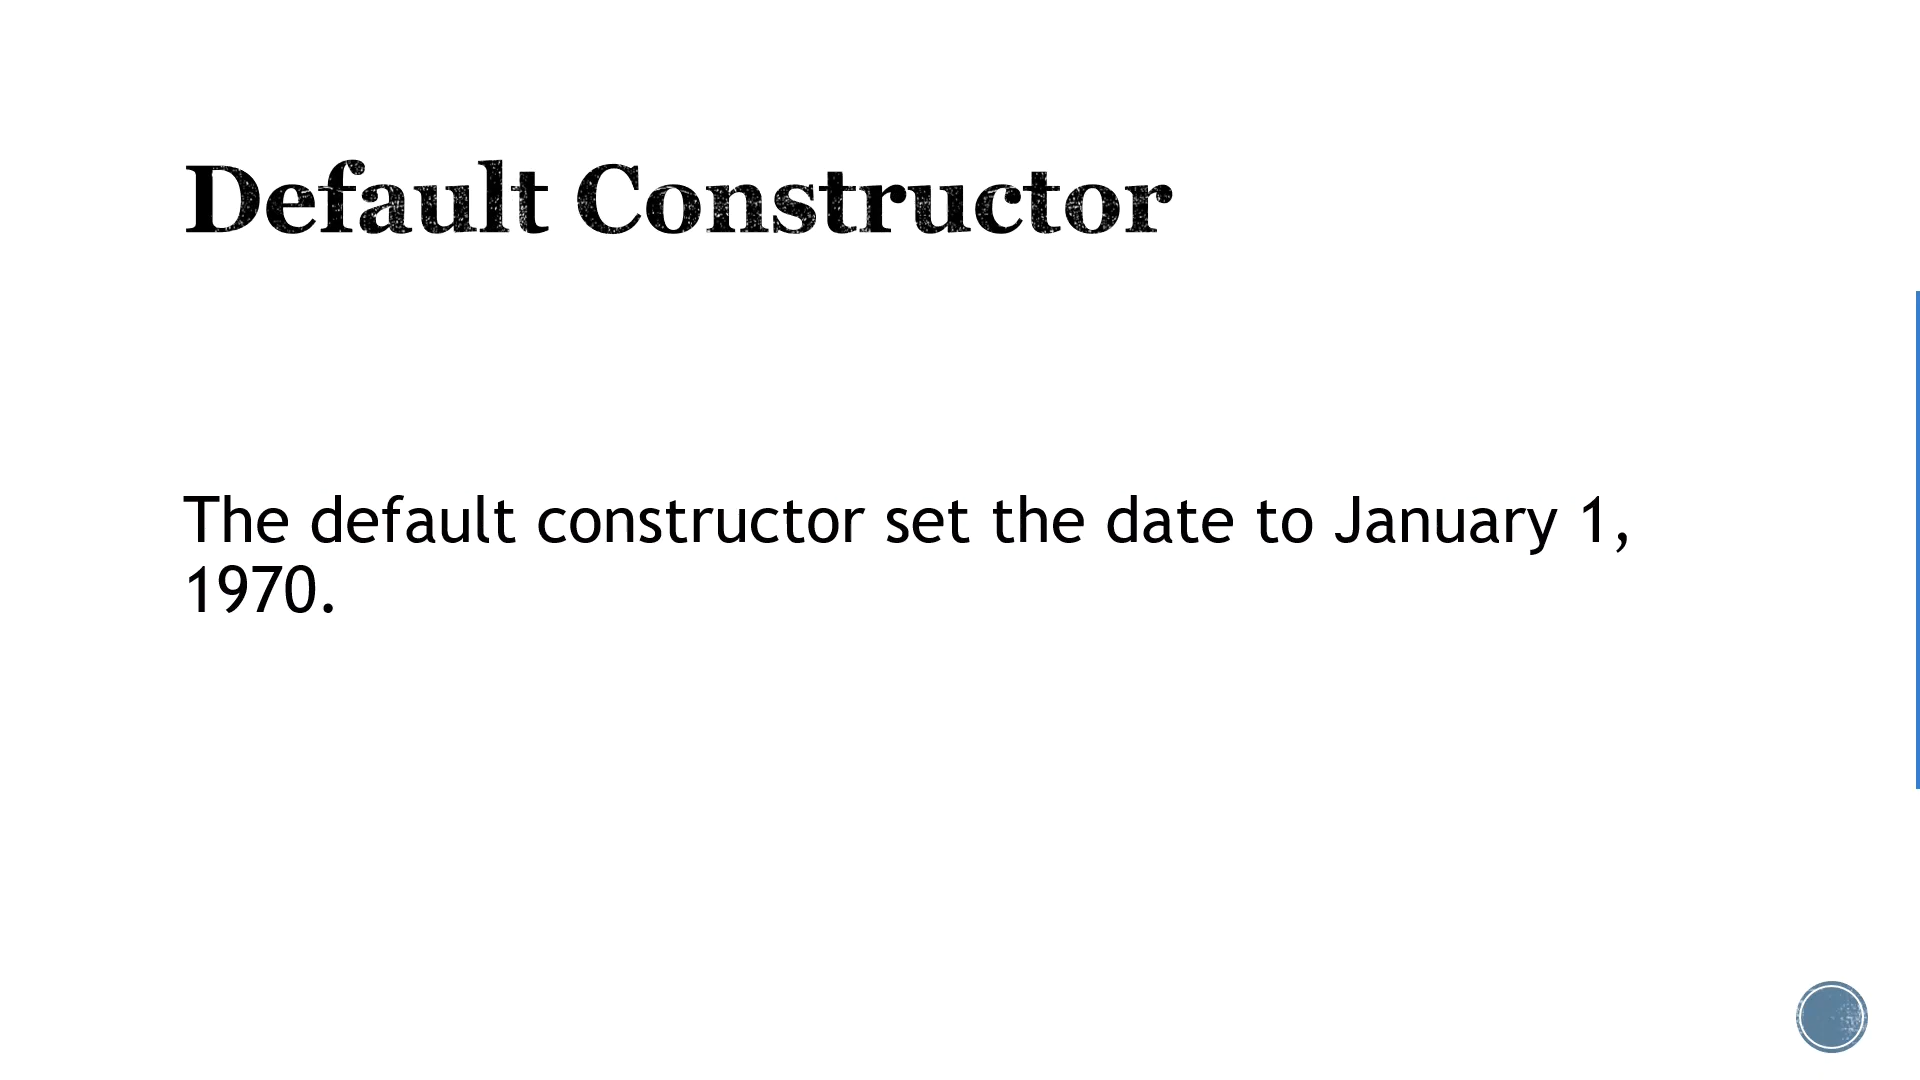 Default Constructor
The default constructor set the date to January 1,
1970.